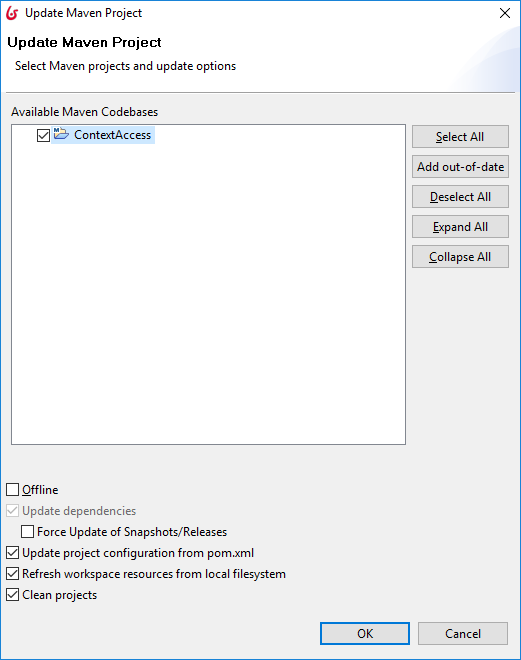 Update Maven Project
Update Maven Project
Select Maven projects and update options
Available Maven Codebases
ContextAccess
Select All
Add out-of-date
Deselect All
Expand All
Collapse All
Offline
Update dependencies
Force Update of Snapshots/Releases
Update project configuration from pom.xml
Refresh workspace resources from local filesystem
Clean projects
OK
Cancel